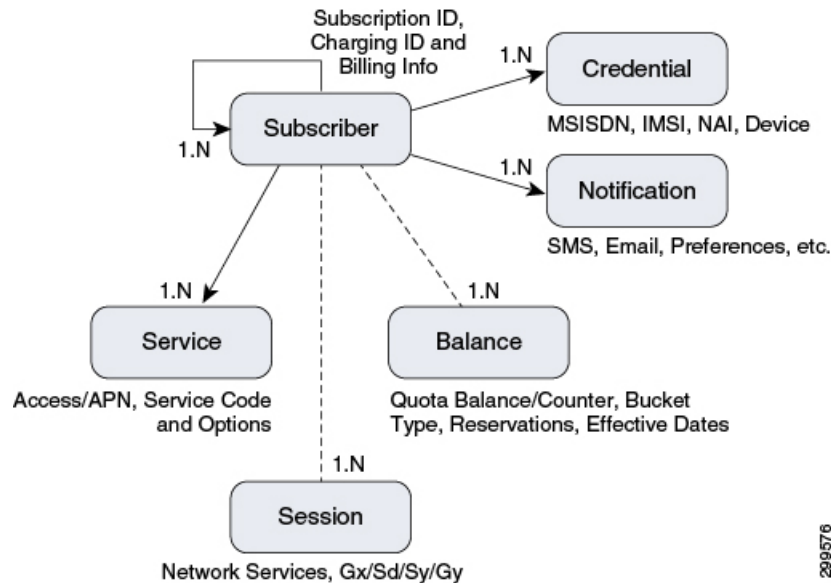 Subscription ID,
Charging ID and
Billing Info
1.N
Credential
MSISDN, IMSI, NAI, Device
Subscriber
1.N
1.N
Notification
SMS, Email, Preferences, etc.
1.N
Service
Access/APN, Service Code
and Options
1.N
Balance
Quota Balance/Counter, Bucket
Type, Reservations, Effective Dates
1.N
Session
Network Services, Gx/Sd/Sy/Gy
299576